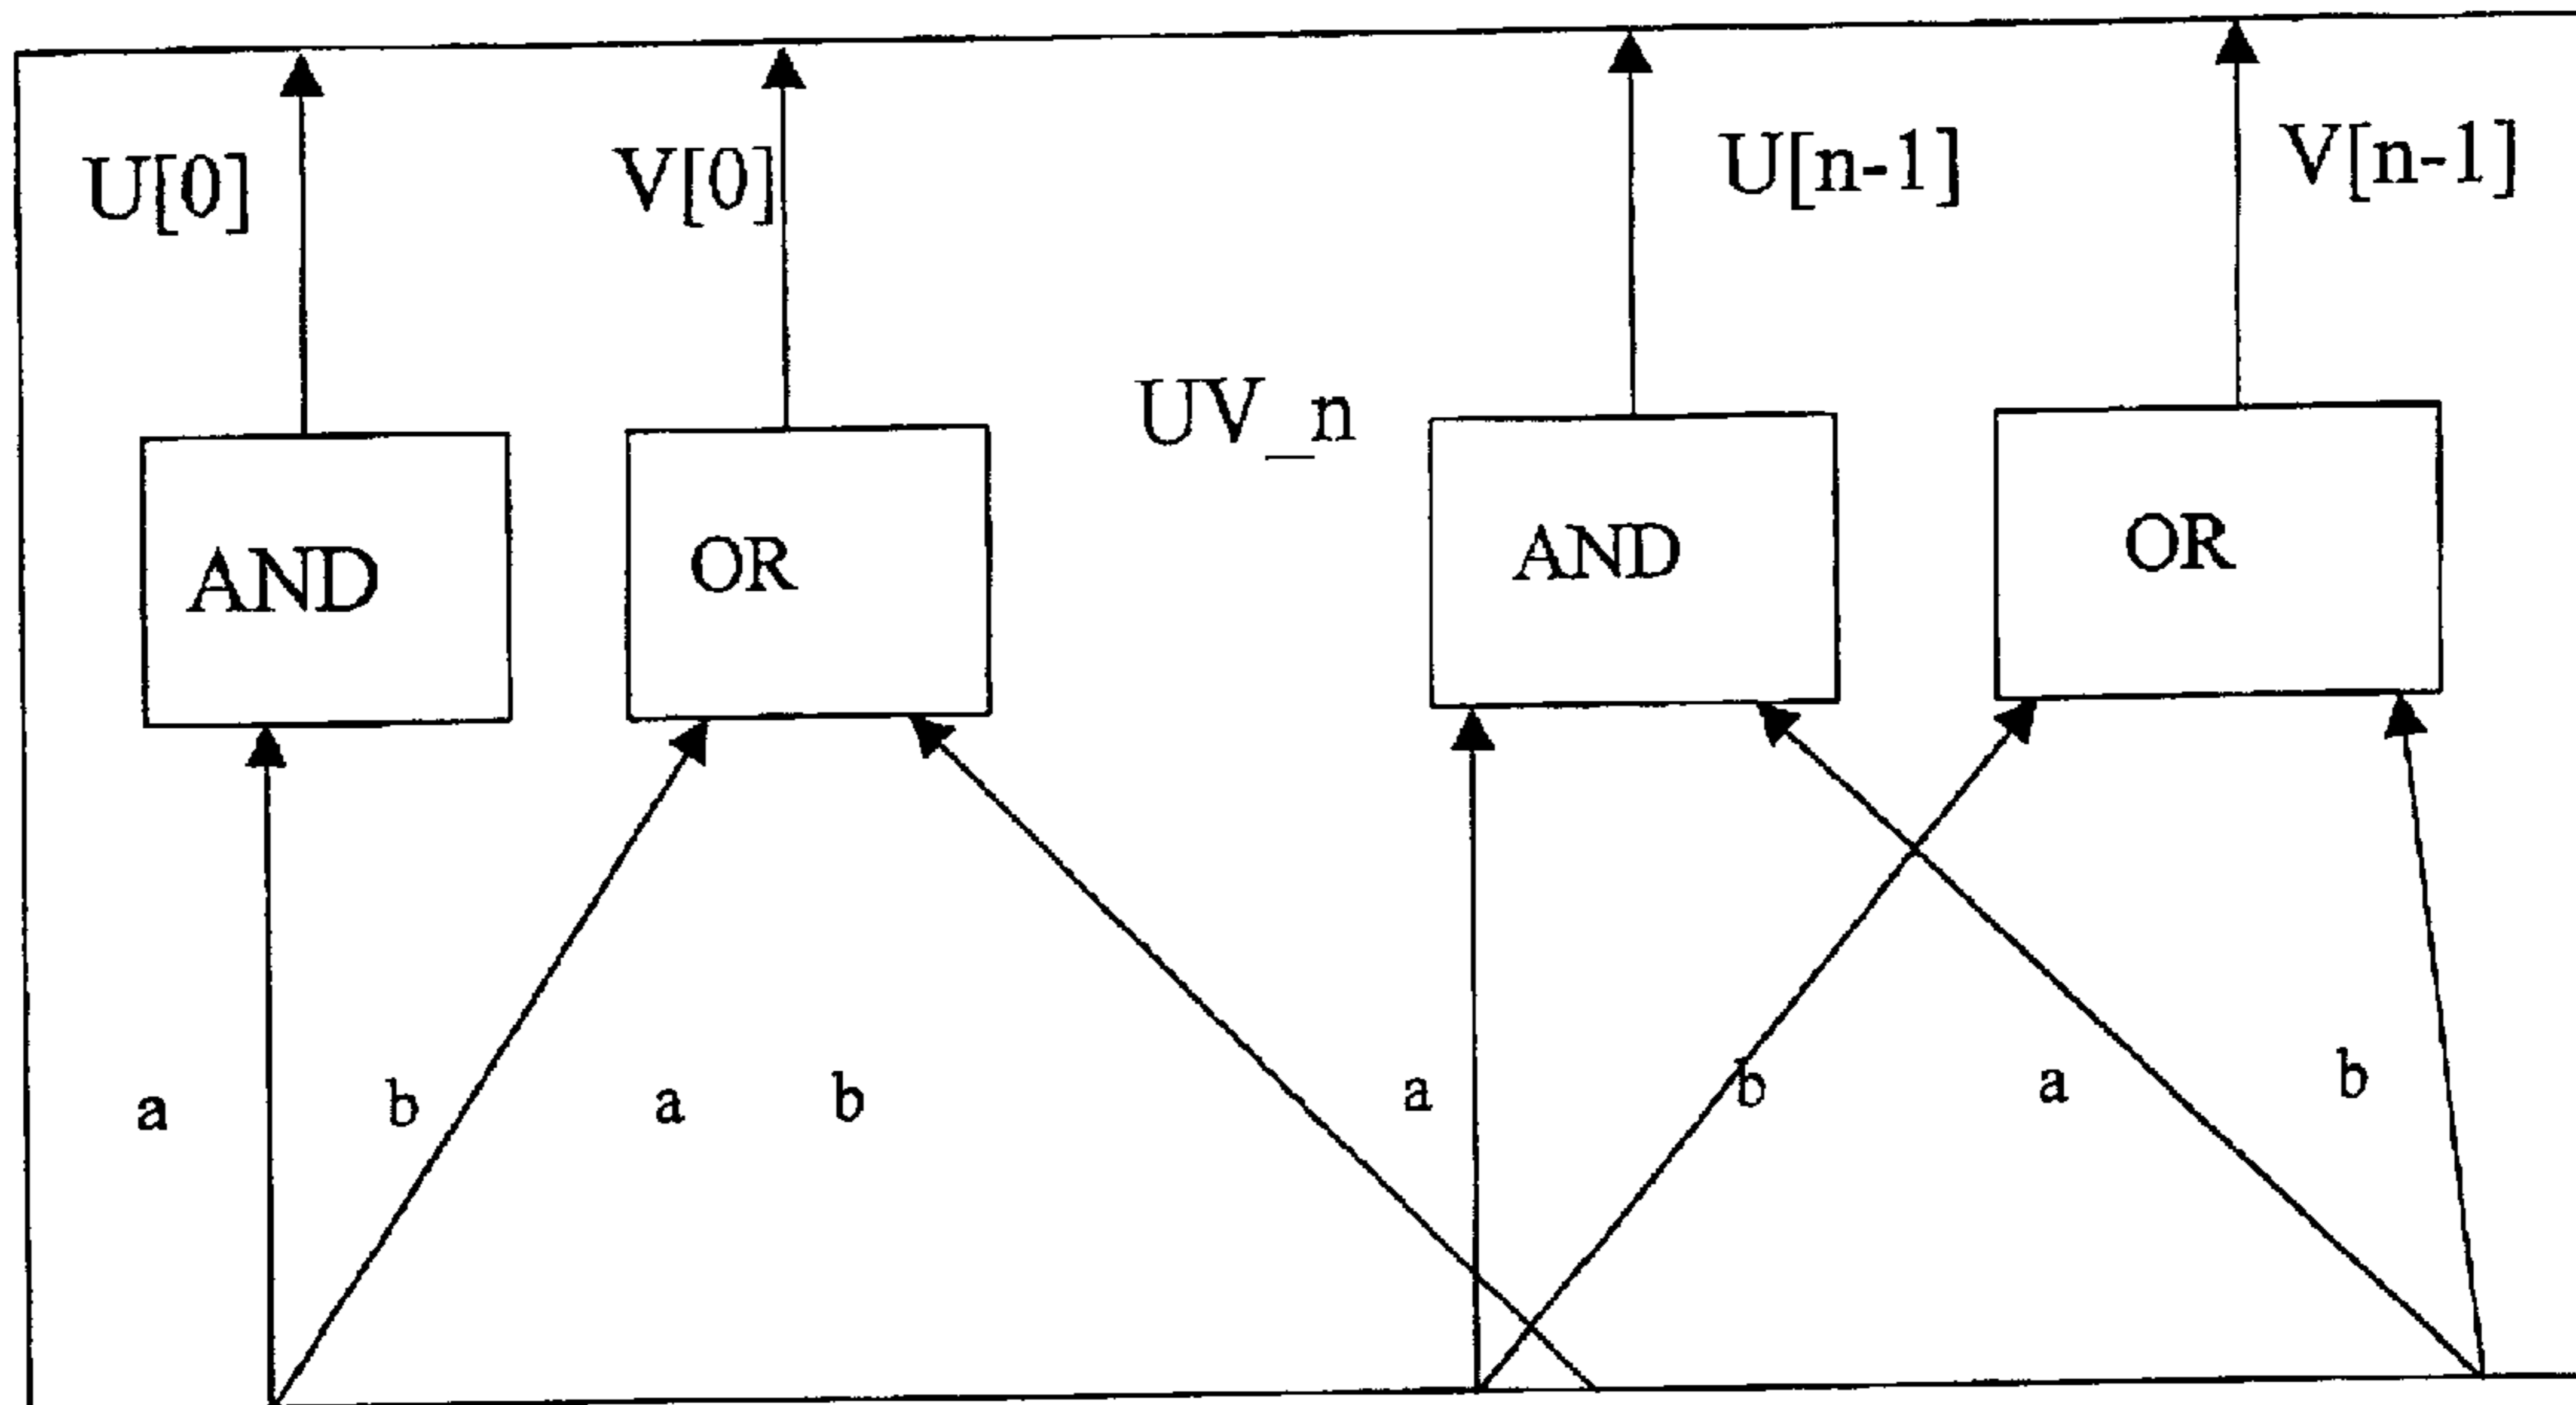 U[0] V[0] U[n-1] V[n-1]
UV_n
AND OR AND OR
a b a b a b a b